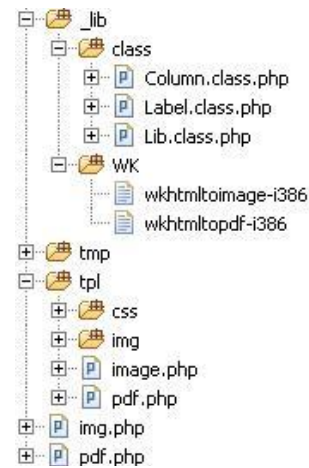 _lib
class
Column.class.php
Label.class.php
Lib.class.php
WK
wkhtmltoimage-i386
wkhtmltopdf-i386
tmp
tpl
css
img
image.php
pdf.php
img.php
pdf.php